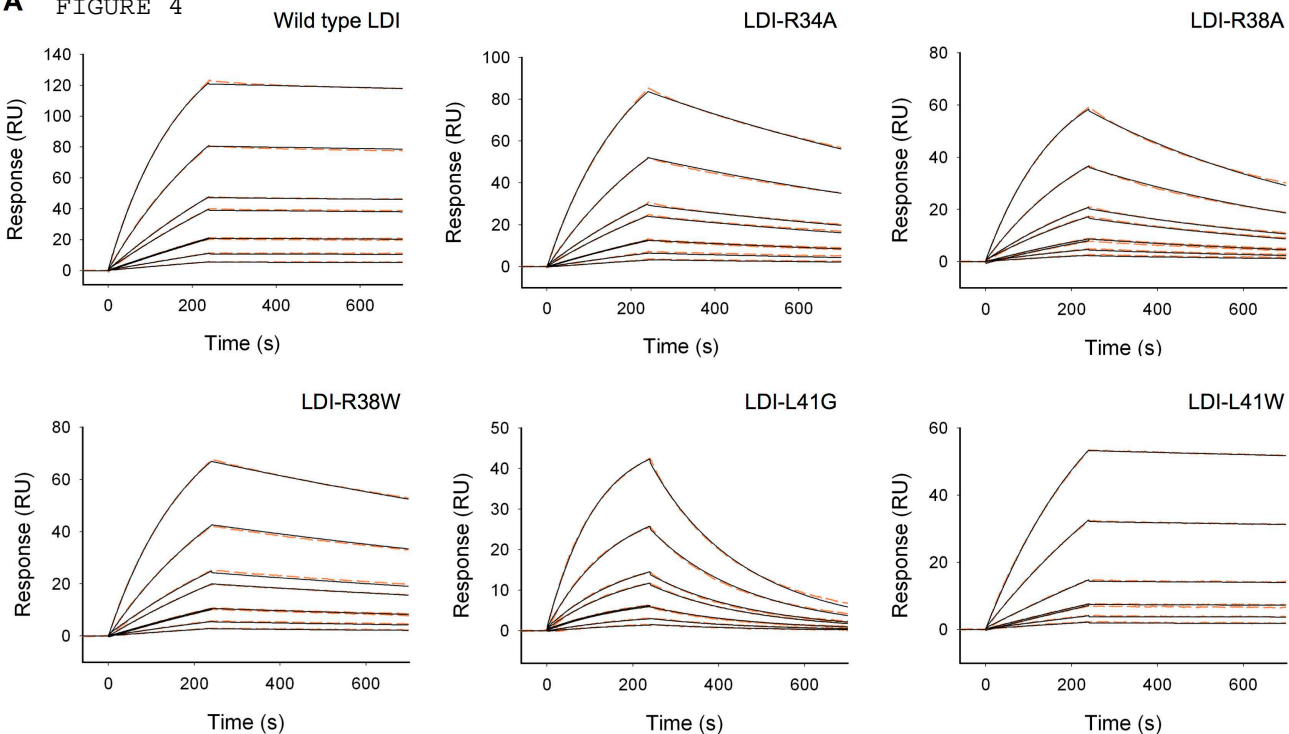 A FIGURE 4
Wild type LDI
140
120
100
80
60
40
20
0
Response (RU)
0 200 400 600
Time (s)
LDI-R34A
100
80
60
40
20
0
Response (RU)
0 200 400 600
Time (s)
LDI-R38A
80
60
40
20
0
Response (RU)
0 200 400 600
Time (s)
LDI-R38W
80
60
40
20
0
Response (RU)
0 200 400 600
Time (s)
LDI-L41G
50
40
30
20
10
0
Response (RU)
0 200 400 600
Time (s)
LDI-L41W
60
40
20
0
Response (RU)
0 200 400 600
Time (s)